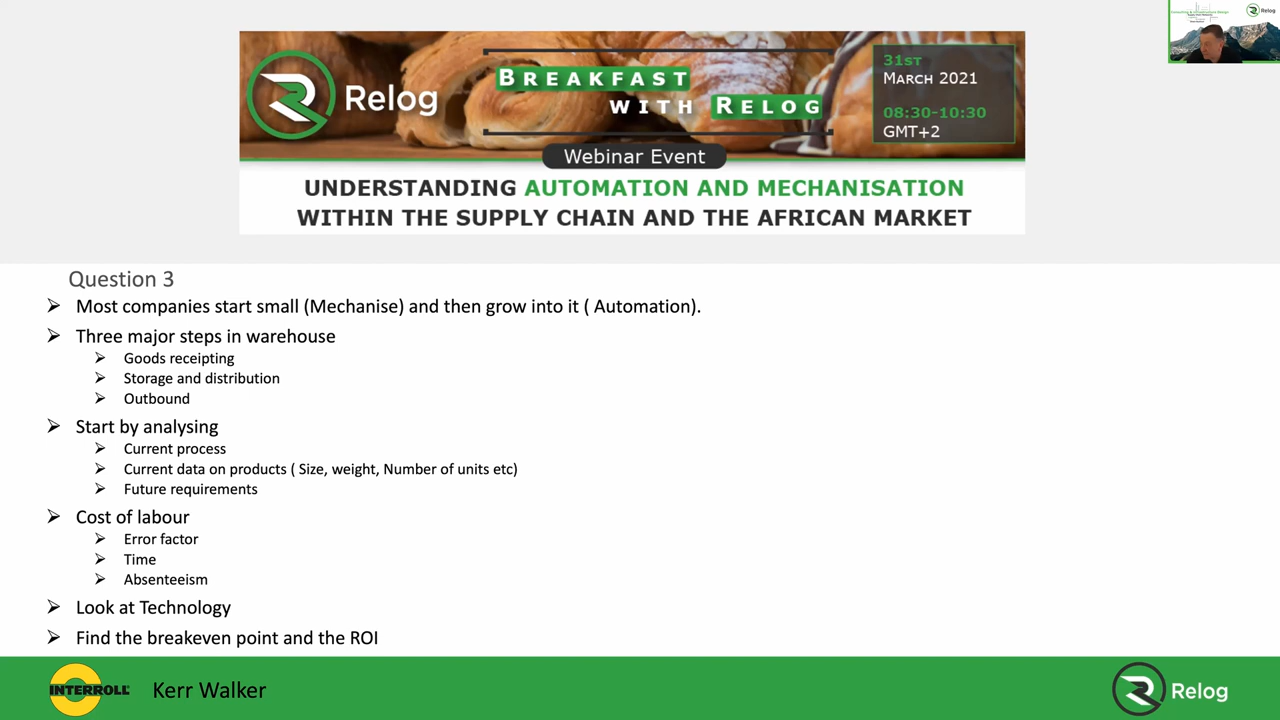 Relog
BREAKFAST
WITH RELOG
31ST
MARCH 2021
08:30-10:30
GMT+2
Webinar Event
UNDERSTANDING AUTOMATION AND MECHANISATION
WITHIN THE SUPPLY CHAIN AND THE AFRICAN MARKET
Relog
Question 3
Most companies start small (Mechanise) and then grow into it ( Automation).
Three major steps in warehouse
Goods receipting
Storage and distribution
Outbound
Start by analysing
Current process
Current data on products ( Size, weight, Number of units etc)
Future requirements
Cost of labour
Error factor
Time
Absenteeism
Look at Technology
Find the breakeven point and the ROI
INTERROLL
Kerr Walker
Relog